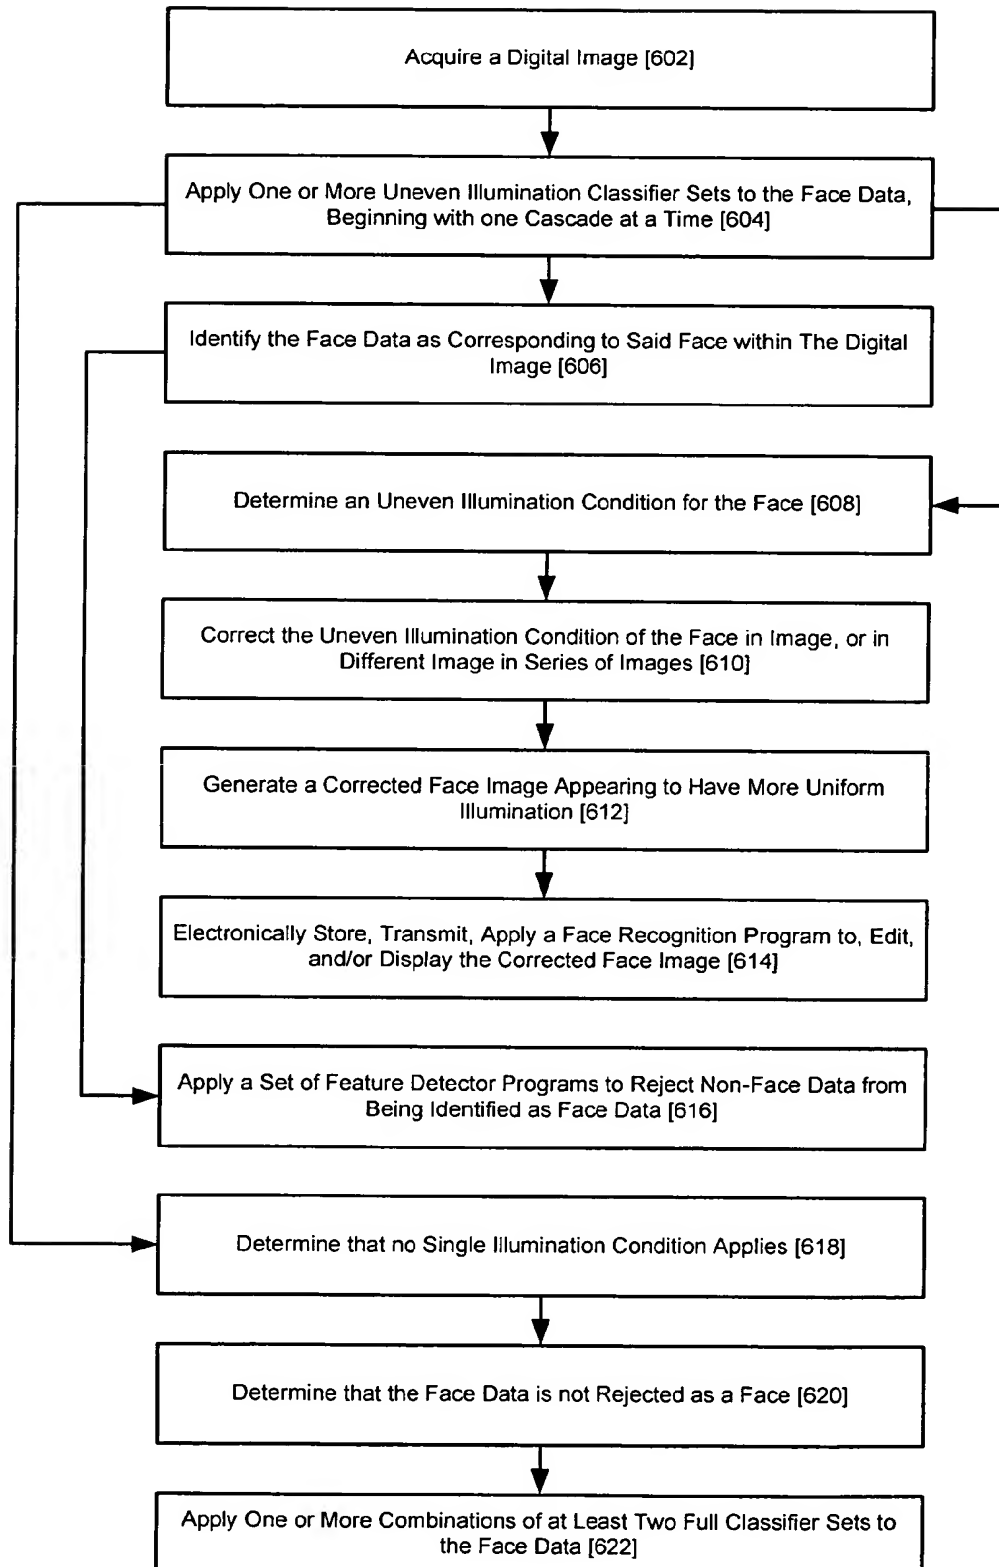 Acquire a Digital Image [602]
Apply One or More Uneven Illumination Classifier Sets to the Face Data,
Beginning with one Cascade at a Time [604]
Identify the Face Data as Corresponding to Said Face within The Digital
Image [606]
Determine an Uneven Illumination Condition for the Face [608]
Correct the Uneven Illumination Condition of the Face in Image, or in
Different Image in Series of Images [610]
Generate a Corrected Face Image Appearing to Have More Uniform
Illumination [612]
Electronically Store, Transmit, Apply a Face Recognition Program to, Edit,
and/or Display the Corrected Face Image [614]
Apply a Set of Feature Detector Programs to Reject Non-Face Data from
Being Identified as Face Data [616]
Determine that no Single Illumination Condition Applies [618]
Determine that the Face Data is not Rejected as a Face [620]
Apply One or More Combinations of at Least Two Full Classifier Sets to
the Face Data [622]